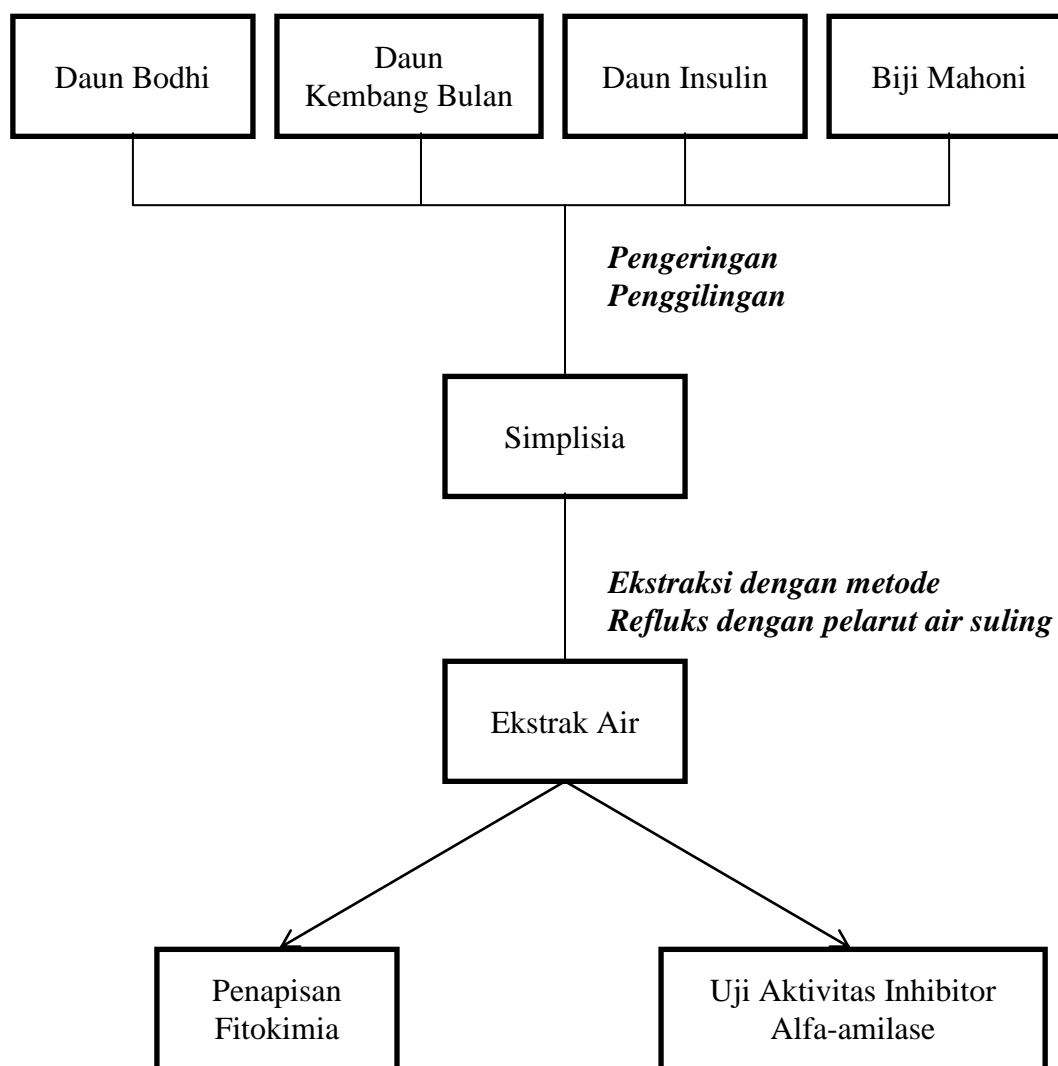 Daun Bodhi
Daun
Kembang Bulan
Daun Insulin
Biji Mahoni
Pengeringan
Penggilingan
Simplisia
Ekstraksi dengan metode
Refluks dengan pelarut air suling
Ekstrak Air
Penapisan
Fitokimia
Uji Aktivitas Inhibitor
Alfa-amilase